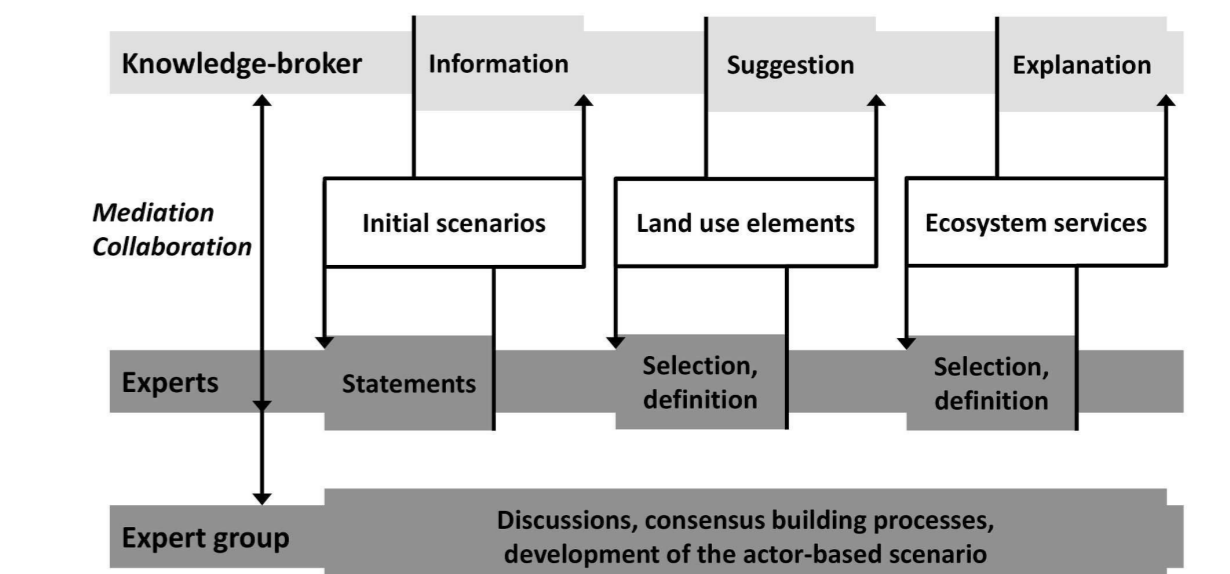 Knowledge-broker
Information
Suggestion
Explanation
Mediation
Collaboration
Initial scenarios
Land use elements
Ecosystem services
Experts
Statements
Selection,
definition
Selection,
definition
Expert group
Discussions, consensus building processes,
development of the actor-based scenario